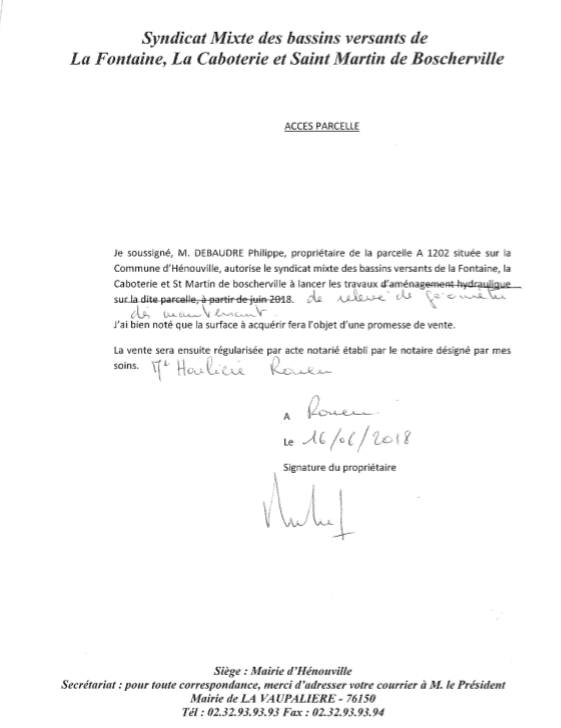 Syndicat Mixte des bassins versants de
La Fontaine, La Caboterie et Saint Martin de Boscherville
ACCES PARCELLE
Je soussigné, M. DEBAUDRE Philippe, propriétaire de la parcelle A 1202 située sur la
Commune d'Hénouville, autorise le syndicat mixte des bassins versants de la Fontaine, la
Caboterie et St Martin de boscherville à lancer les travaux d'aménagement hydraulique
sur la dite parcelle, à partir de juin 2018. de relevé de géomètre
dès maintenant.
J'ai bien noté que la surface à acquérir fera l'objet d'une promesse de vente.
La vente sera ensuite régularisée par acte notarié établi par le notaire désigné par mes
soins. Me Rouen
A Rouen
Le 16/06/2018
Signature du propriétaire
Siège : Mairie d'Hénouville
Secrétariat : pour toute correspondance, merci d'adresser votre courrier à M. le Président
Mairie de LA VAUPALIERE - 76150
Tél : 02.32.93.93.93 Fax : 02.32.93.93.94